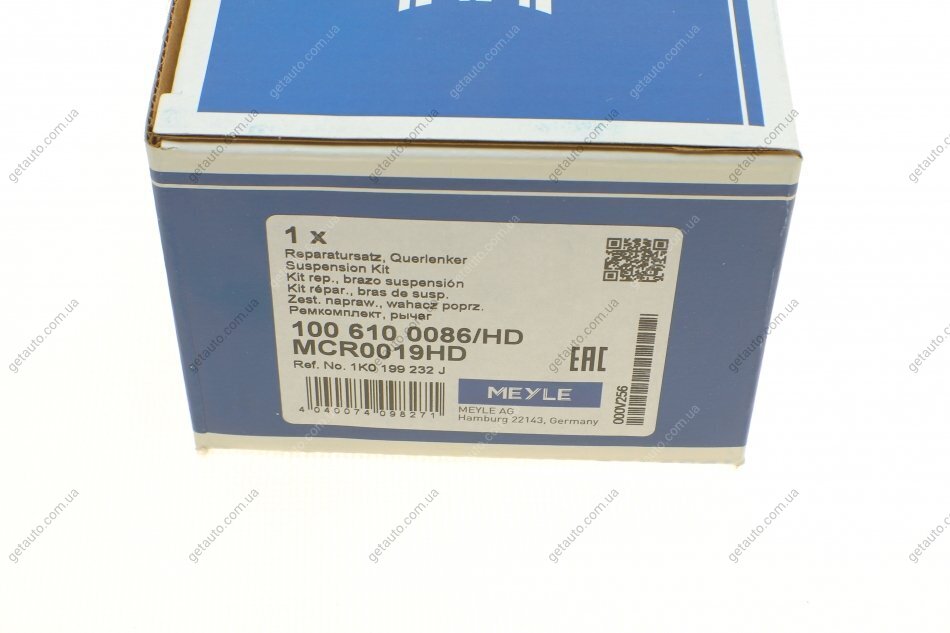 1 x
Reparatursatz, Querlenker
Suspension Kit
Kit rep., brazo suspensión
Kit répar., bras de susp.
Zest. napraw., wahacz poprz.
Ремкомплект, рычаг
100 610 0086/HD
MCR0019HD
Ref. No. 1K0 199 232 J
EAC
MEYLE
4 040074 098271
MEYLE AG
Hamburg 22143, Germany
000V256
getauto.com.ua